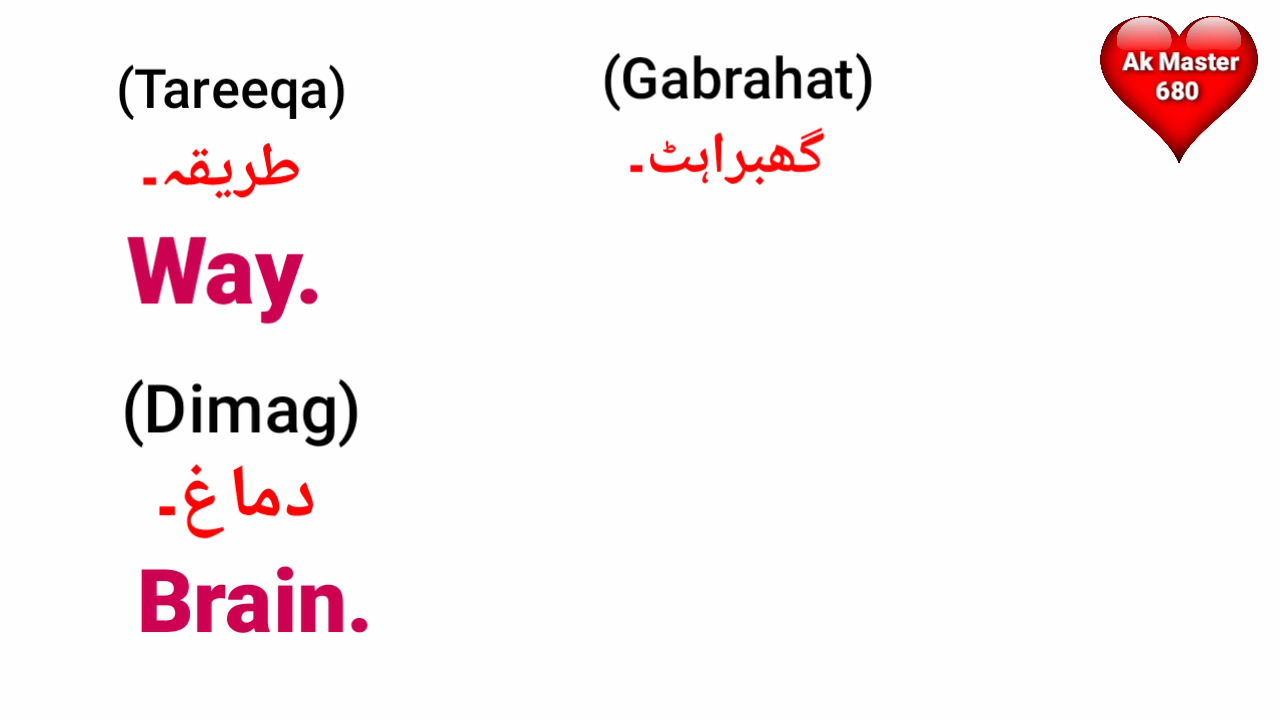 (Tareeqa)
طریقہ۔
Way.
(Dimag)
دماغ۔
Brain.
(Gabrahat)
گھبراہٹ۔
Ak Master
680